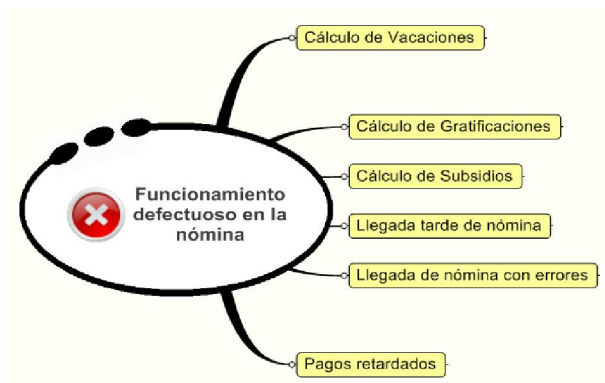 Cálculo de Vacaciones
Cálculo de Gratificaciones
Cálculo de Subsidios
Funcionamiento
defectuoso en la
nómina
Llegada tarde de nómina
Llegada de nómina con errores
Pagos retardados